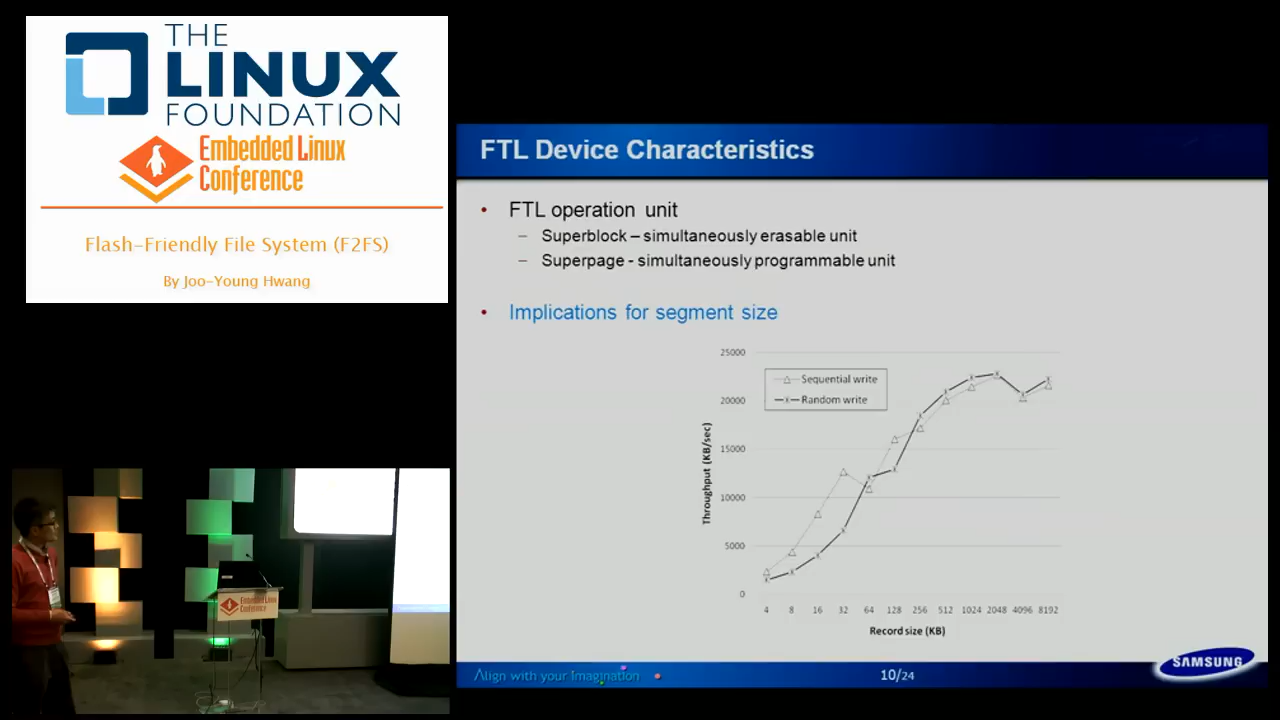 THE
LINUX
FOUNDATION
Embedded Linux
Conference
Flash-Friendly File System (F2FS)
By Joo-Young Hwang
FTL Device Characteristics
• FTL operation unit
– Superblock – simultaneously erasable unit
– Superpage - simultaneously programmable unit
• Implications for segment size
25000
20000
15000
10000
5000
0
Sequential write
Random write
Throughput (KB/sec)
4 8 16 32 64 128 256 512 1024 2048 4096 8192
Record size (KB)
Align with your Imagination
10/24
SAMSUNG
Embedded Linux
Conference